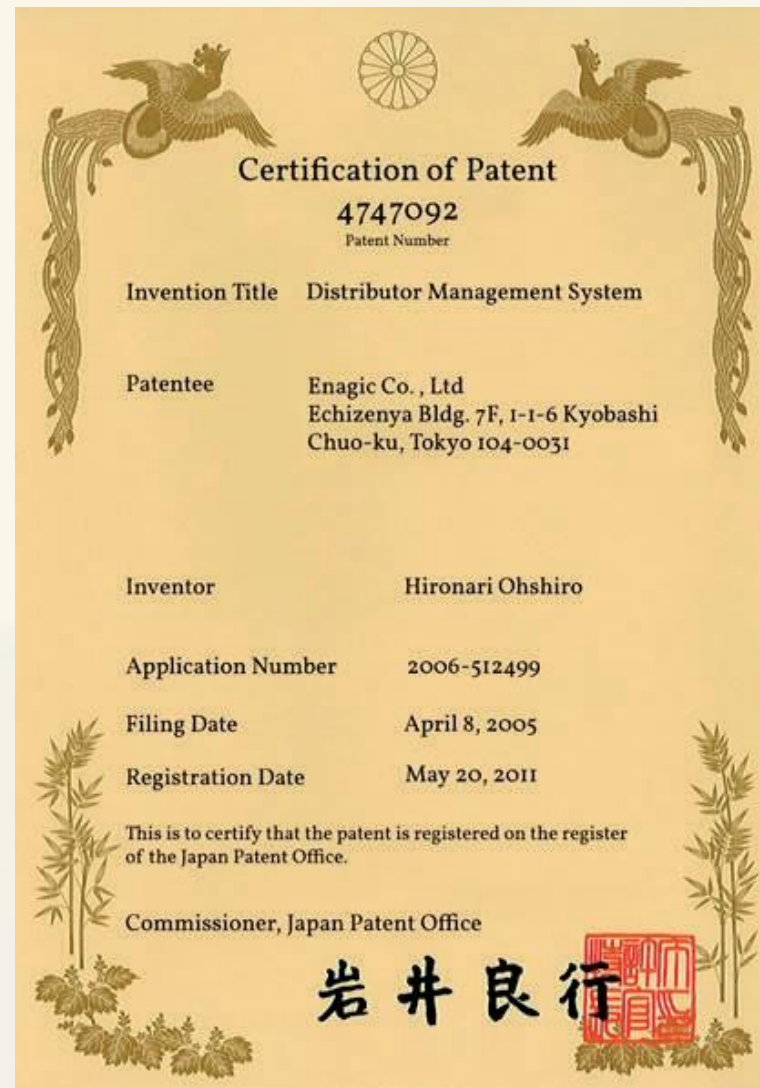 Certification of Patent
4747092
Patent Number
Invention Title Distributor Management System
Patentee Enagic Co. , Ltd
Echizenya Bldg. 7F, 1-1-6 Kyobashi
Chuo-ku, Tokyo 104-0031
Inventor Hironari Ohshiro
Application Number 2006-512499
Filing Date April 8, 2005
Registration Date May 20, 2011
This is to certify that the patent is registered on the register
of the Japan Patent Office.
Commissioner, Japan Patent Office
岩井良行